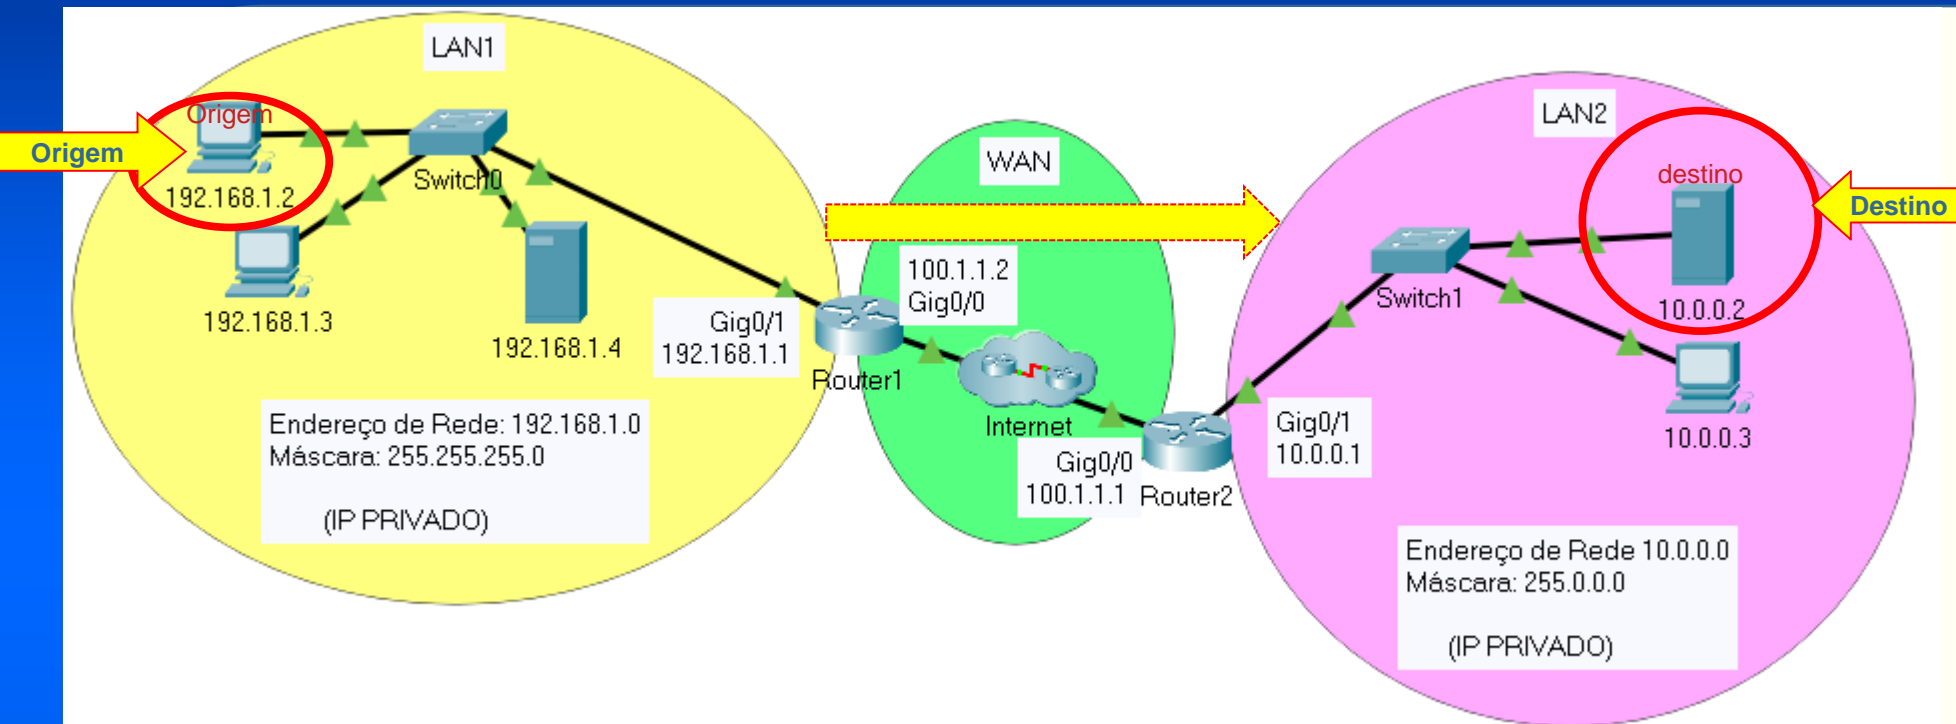 LAN1
Origem
Origem
192.168.1.2
Switch0
192.168.1.3
192.168.1.4
Gig0/1
192.168.1.1
Router1
Endereço de Rede: 192.168.1.0
Máscara: 255.255.255.0
(IP PRIVADO)
WAN
100.1.1.2
Gig0/0
Internet
Gig0/0
100.1.1.1
Router2
LAN2
destino
Destino
Switch1
10.0.0.2
10.0.0.3
Gig0/1
10.0.0.1
Endereço de Rede 10.0.0.0
Máscara: 255.0.0.0
(IP PRIVADO)